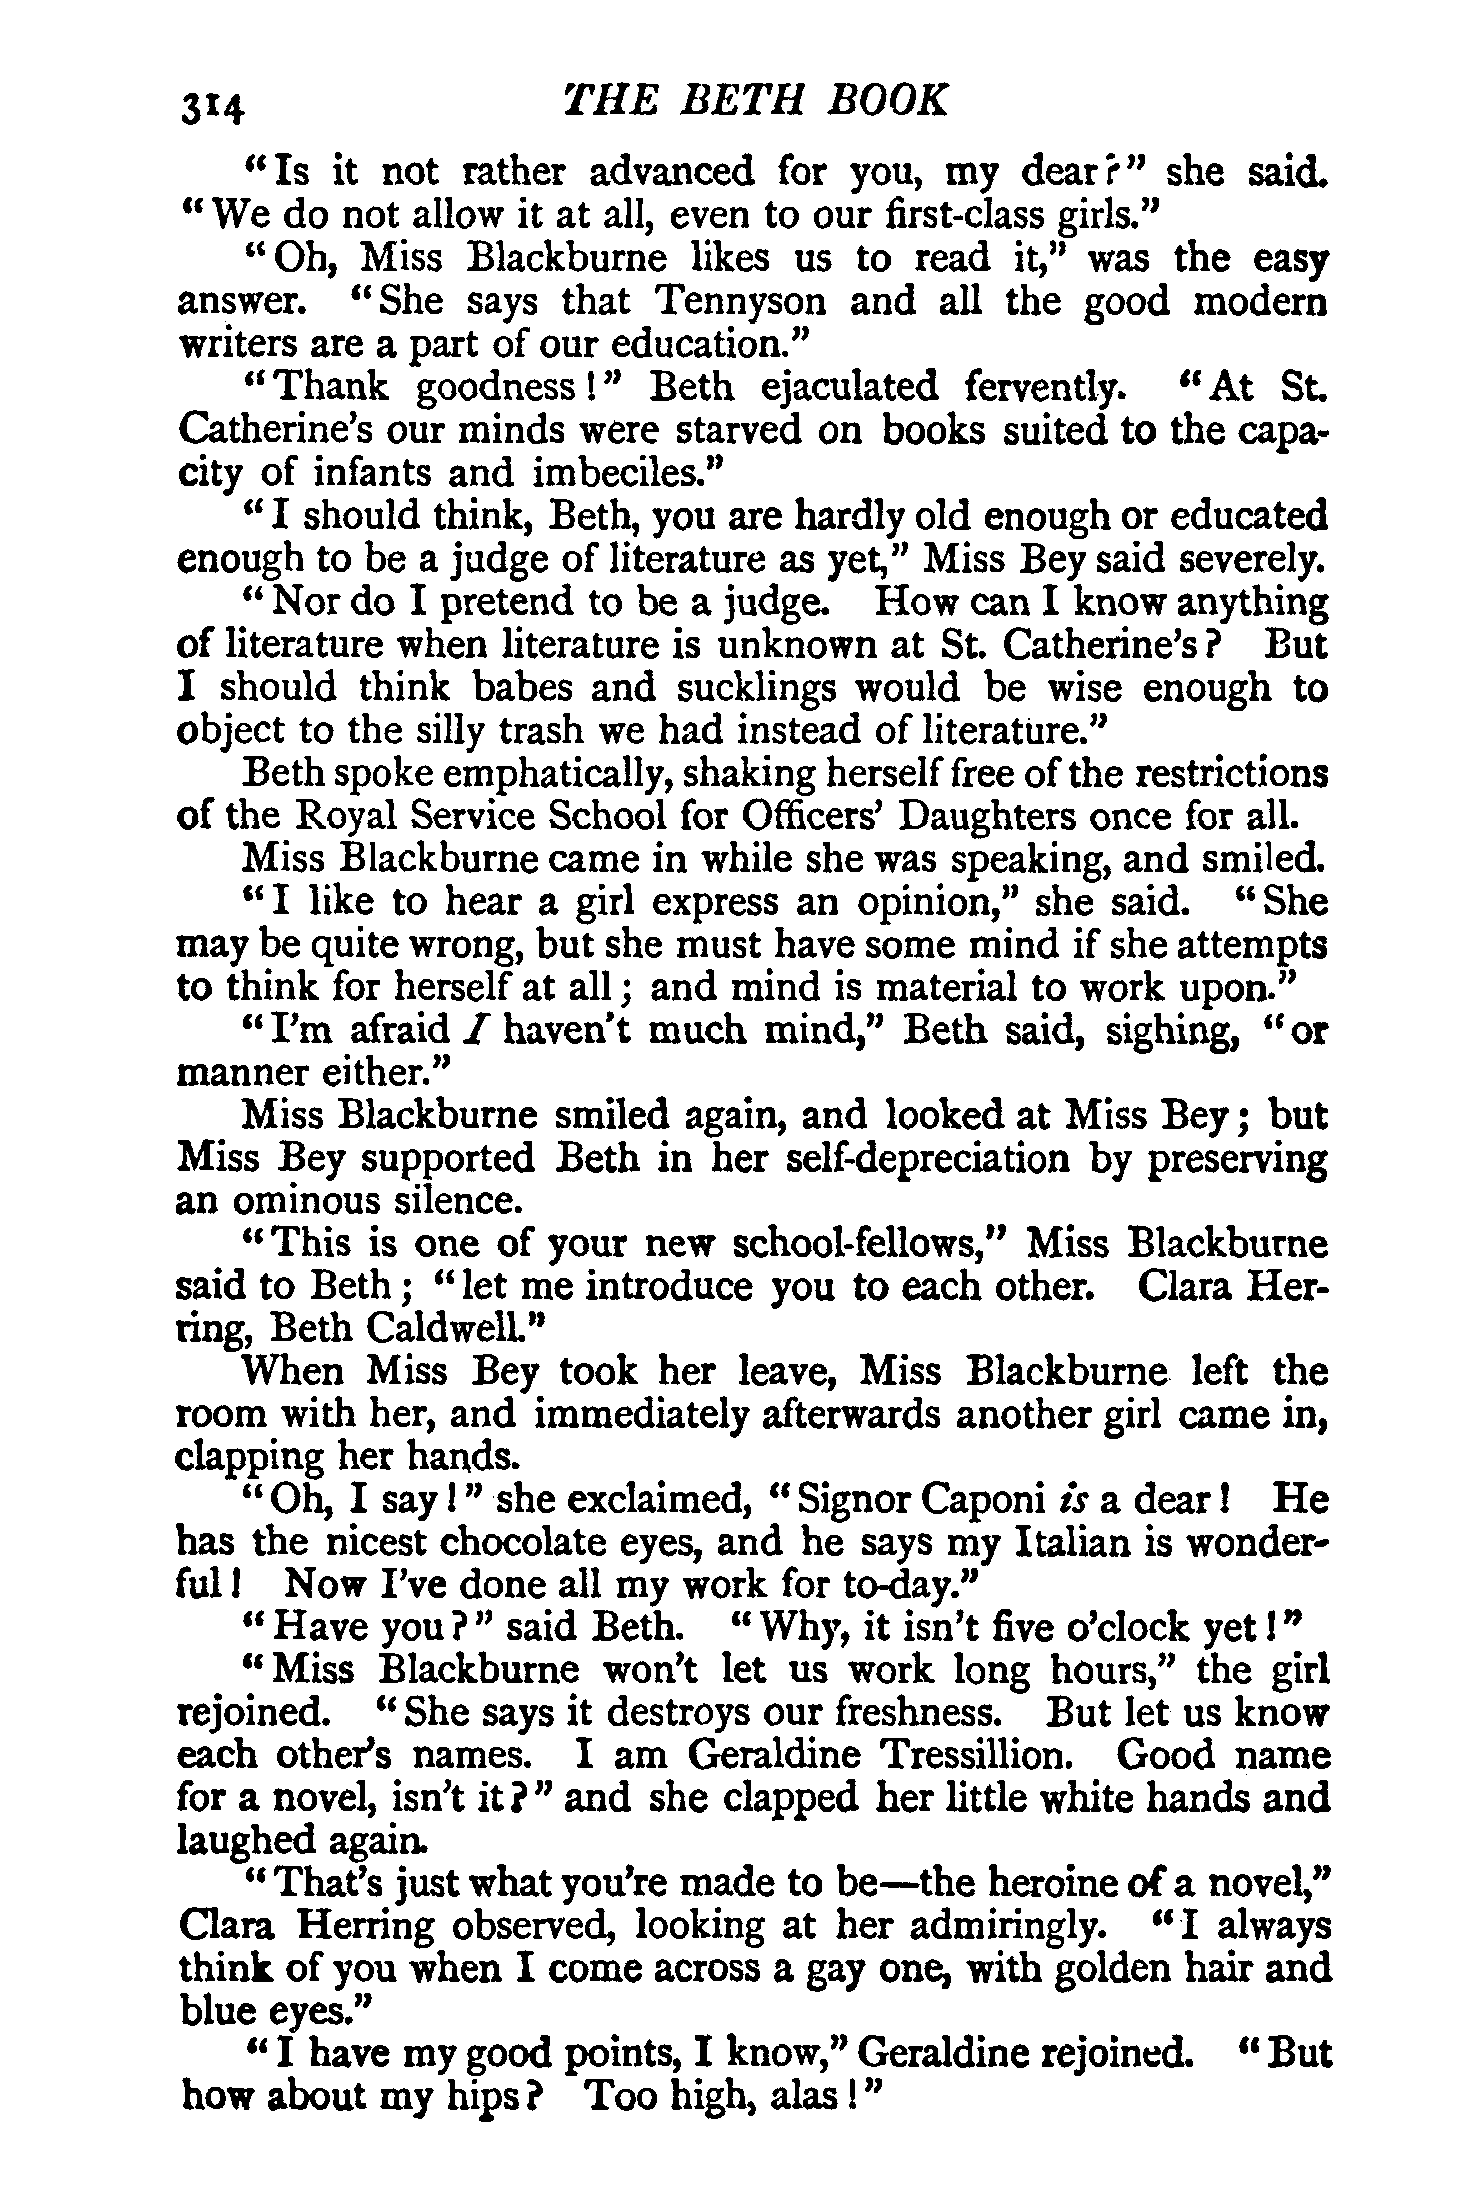 314 THE BETH BOOK
"Is it not rather advanced for you, my dear?" she said.
"We do not allow it at all, even to our first-class girls."
"Oh, Miss Blackburne likes us to read it," was the easy
answer. "She says that Tennyson and all the good modern
writers are a part of our education."
"Thank goodness!" Beth ejaculated fervently. "At St.
Catherine's our minds were starved on books suited to the capa-
city of infants and imbeciles."
"I should think, Beth, you are hardly old enough or educated
enough to be a judge of literature as yet," Miss Bey said severely.
"Nor do I pretend to be a judge. How can I know anything
of literature when literature is unknown at St. Catherine's? But
I should think babes and sucklings would be wise enough to
object to the silly trash we had instead of literature."
Beth spoke emphatically, shaking herself free of the restrictions
of the Royal Service School for Officers' Daughters once for all.
Miss Blackburne came in while she was speaking, and smiled.
"I like to hear a girl express an opinion," she said. "She
may be quite wrong, but she must have some mind if she attempts
to think for herself at all; and mind is material to work upon."
"I'm afraid I haven't much mind," Beth said, sighing, "or
manner either."
Miss Blackburne smiled again, and looked at Miss Bey; but
Miss Bey supported Beth in her self-depreciation by preserving
an ominous silence.
"This is one of your new school-fellows," Miss Blackburne
said to Beth; "let me introduce you to each other. Clara Her-
ring, Beth Caldwell."
When Miss Bey took her leave, Miss Blackburne left the
room with her, and immediately afterwards another girl came in,
clapping her hands.
"Oh, I say!" she exclaimed, "Signor Caponi is a dear! He
has the nicest chocolate eyes, and he says my Italian is wonder-
ful! Now I've done all my work for to-day."
"Have you?" said Beth. "Why, it isn't five o'clock yet!"
"Miss Blackburne won't let us work long hours," the girl
rejoined. "She says it destroys our freshness. But let us know
each other's names. I am Geraldine Tressillion. Good name
for a novel, isn't it?" and she clapped her little white hands and
laughed again.
"That's just what you're made to be—the heroine of a novel,"
Clara Herring observed, looking at her admiringly. "I always
think of you when I come across a gay one, with golden hair and
blue eyes."
"I have my good points, I know," Geraldine rejoined. "But
how about my hips? Too high, alas!"